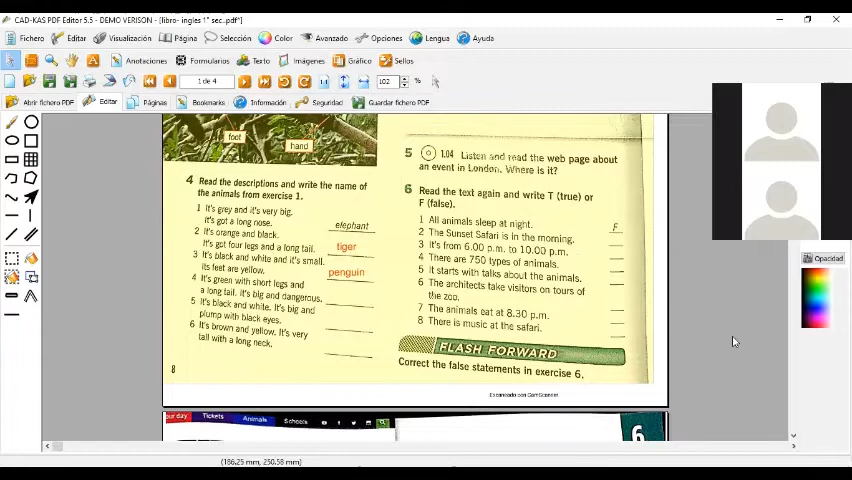 CAD-KAS PDF Editor 5.5 - DEMO VERISON - [libro- ingles 1° sec..pdf*]
Fichero Editar Visualización Página Selección Color Avanzado Opciones Lengua Ayuda
Anotaciones Formularios Texto Imágenes Gráfico Sellos
1 de 4 102 %
Abrir fichero PDF Editar Páginas Bookmarks Información Seguridad Guardar fichero PDF
foot
hand
4 Read the descriptions and write the name of
the animals from exercise 1.
1 It's grey and it's very big.
It's got a long nose. elephant
2 It's orange and black.
It's got four legs and a long tail. tiger
3 It's black and white and it's small.
its feet are yellow. penguin
4 It's green with short legs and
a long tail. It's big and dangerous.
5 It's black and white. It's big and
plump with black eyes.
6 It's brown and yellow. It's very
tall with a long neck.
8
5 1.04 Listen and read the web page about
an event in London. Where is it?
6 Read the text again and write T (true) or
F (false).
1 All animals sleep at night. F
2 The Sunset Safari is in the morning.
3 It's from 6.00 p.m. to 10.00 p.m.
4 There are 750 types of animals.
5 It starts with talks about the animals.
6 The architects take visitors on tours of
the zoo.
7 The animals eat at 8.30 p.m.
8 There is music at the safari.
FLASH FORWARD
Correct the false statements in exercise 6.
Escaneado con CamScanner
our day Tickets Animals Schools
6
Opacidad
(186,25 mm, 250,58 mm)